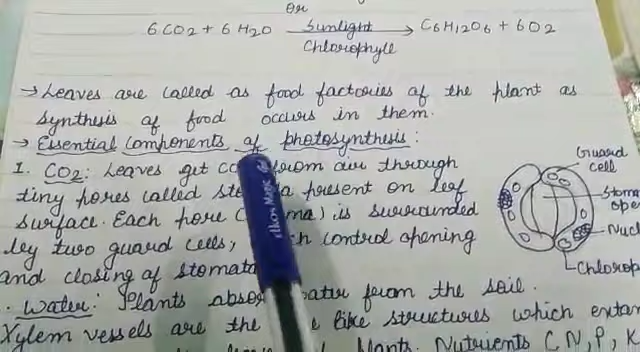 Or
6CO2 + 6H2O Sunlight → C6H12O6 + 6O2
Chlorophyll
→ Leaves are called as food factories of the plant as
synthesis of food occurs in them.
→ Essential components of photosynthesis:
1. CO2: Leaves get from air through
tiny pores called present on leaf
surface. Each pore is surrounded
by two guard cells, control opening
and closing of stomata
Water: Plants from the soil.
Xylem vessels are the like structures which
plants. Nutrients C N, P, K
Guard
cell